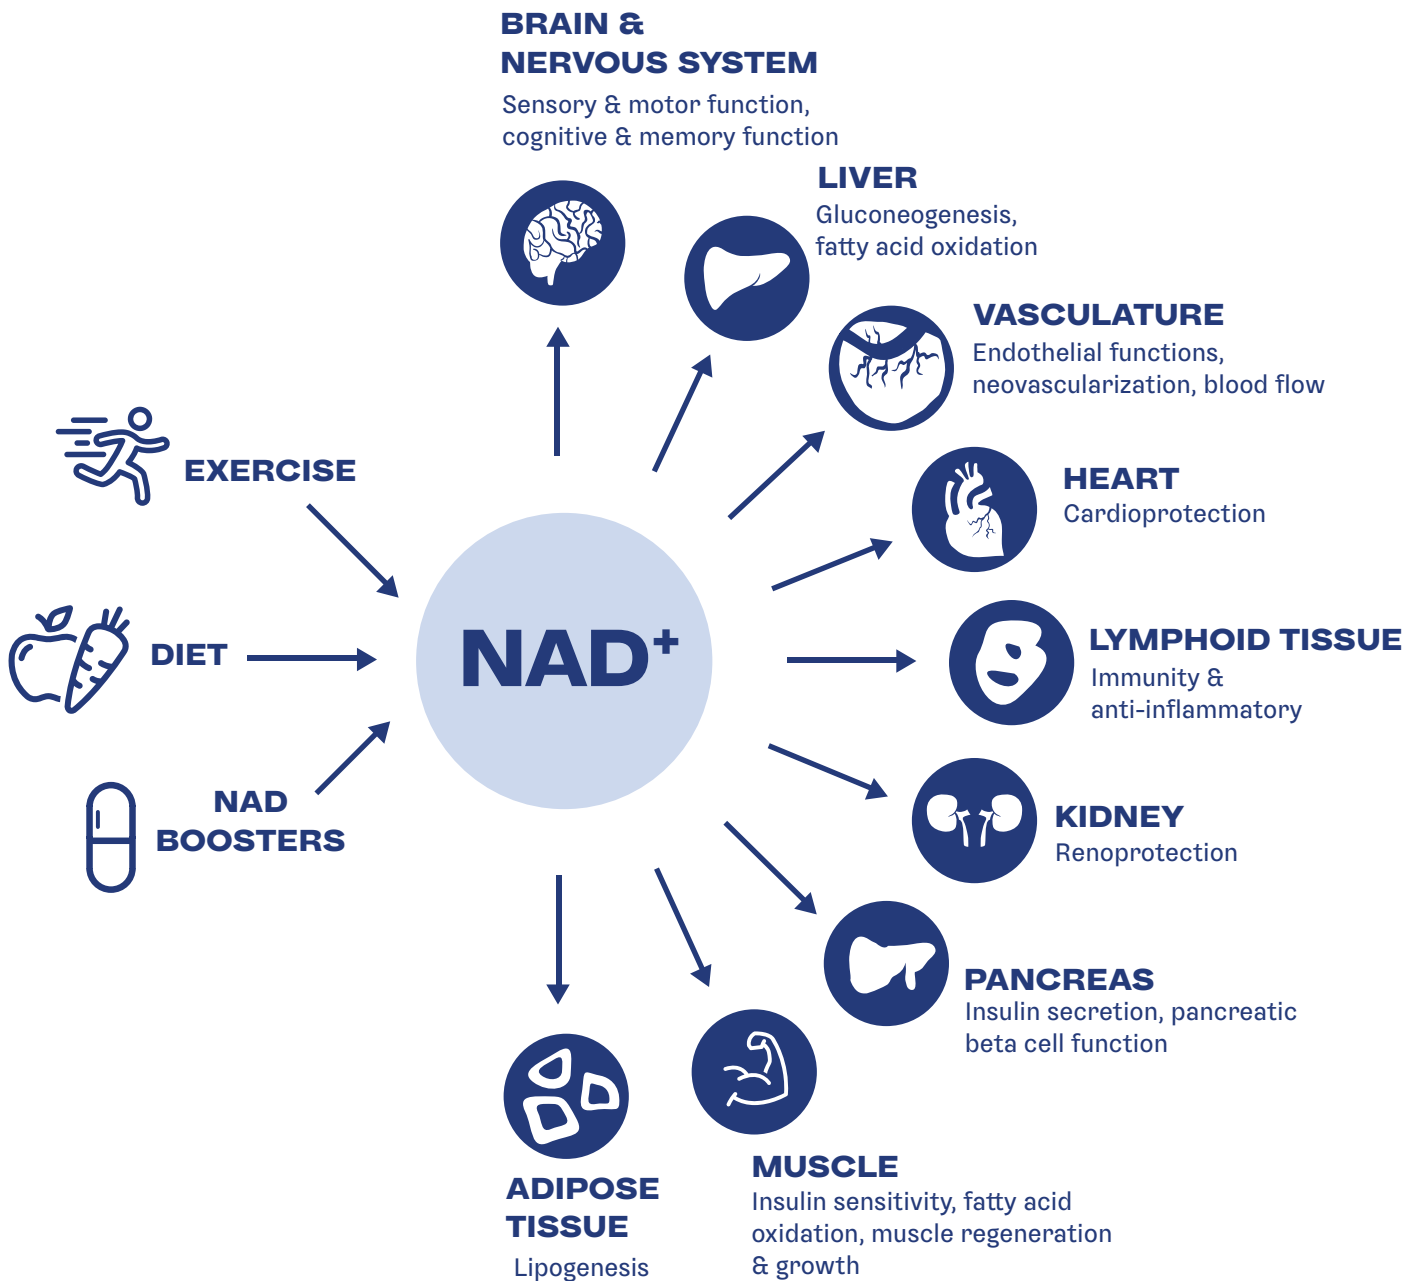 BRAIN &
NERVOUS SYSTEM
Sensory & motor function,
cognitive & memory function
LIVER
Gluconeogenesis,
fatty acid oxidation
VASCULATURE
Endothelial functions,
neovascularization, blood flow
HEART
Cardioprotection
EXERCISE
DIET
NAD
BOOSTERS
NAD⁺
LYMPHOID TISSUE
Immunity &
anti-inflammatory
KIDNEY
Renoprotection
PANCREAS
Insulin secretion, pancreatic
beta cell function
MUSCLE
Insulin sensitivity, fatty acid
oxidation, muscle regeneration
& growth
ADIPOSE
TISSUE
Lipogenesis